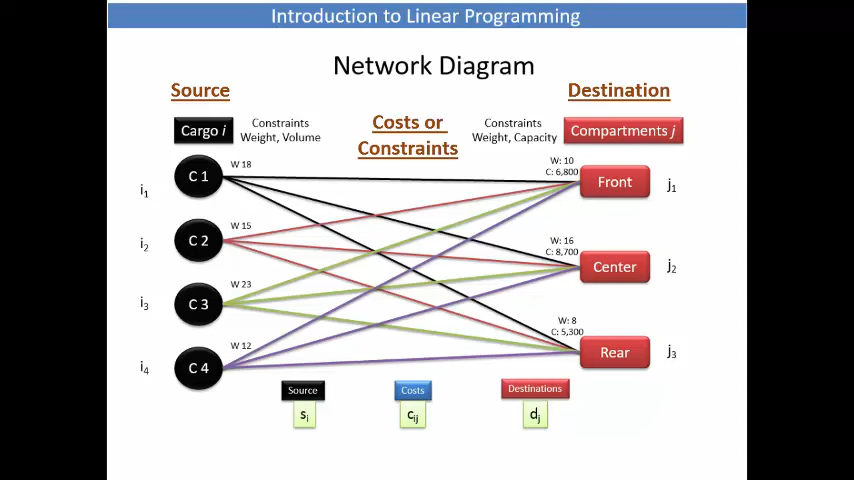 Introduction to Linear Programming
Network Diagram
Source
Destination
Costs or
Constraints
Cargo i
Constraints
Weight, Volume
Constraints
Weight, Capacity
Compartments j
i1
C 1
W 18
W: 10
C: 6,800
Front
j1
i2
C 2
W 15
W: 16
C: 8,700
Center
j2
i3
C 3
W 23
W: 8
C: 5,300
Rear
j3
i4
C 4
W 12
Source
Costs
Destinations
si
cij
dj